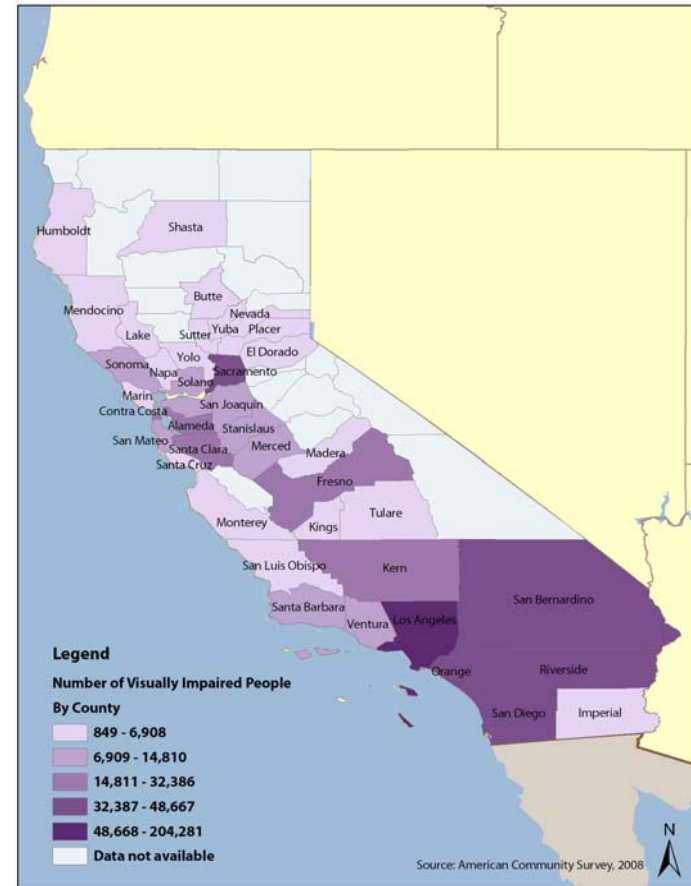 Humboldt
Shasta
Mendocino
Butte
Nevada
Lake
Sutter
Yuba
Placer
El Dorado
Sonoma
Napa
Yolo
Solano
Sacramento
Marin
Contra Costa
San Joaquin
Alameda
Stanislaus
San Mateo
Santa Clara
Merced
Santa Cruz
Madera
Fresno
Monterey
Kings
Tulare
San Luis Obispo
Kern
San Bernardino
Santa Barbara
Ventura
Los Angeles
Orange
Riverside
San Diego
Imperial
Legend
Number of Visually Impaired People
By County
849 - 6,908
6,909 - 14,810
14,811 - 32,386
32,387 - 48,667
48,668 - 204,281
Data not available
N
Source: American Community Survey, 2008